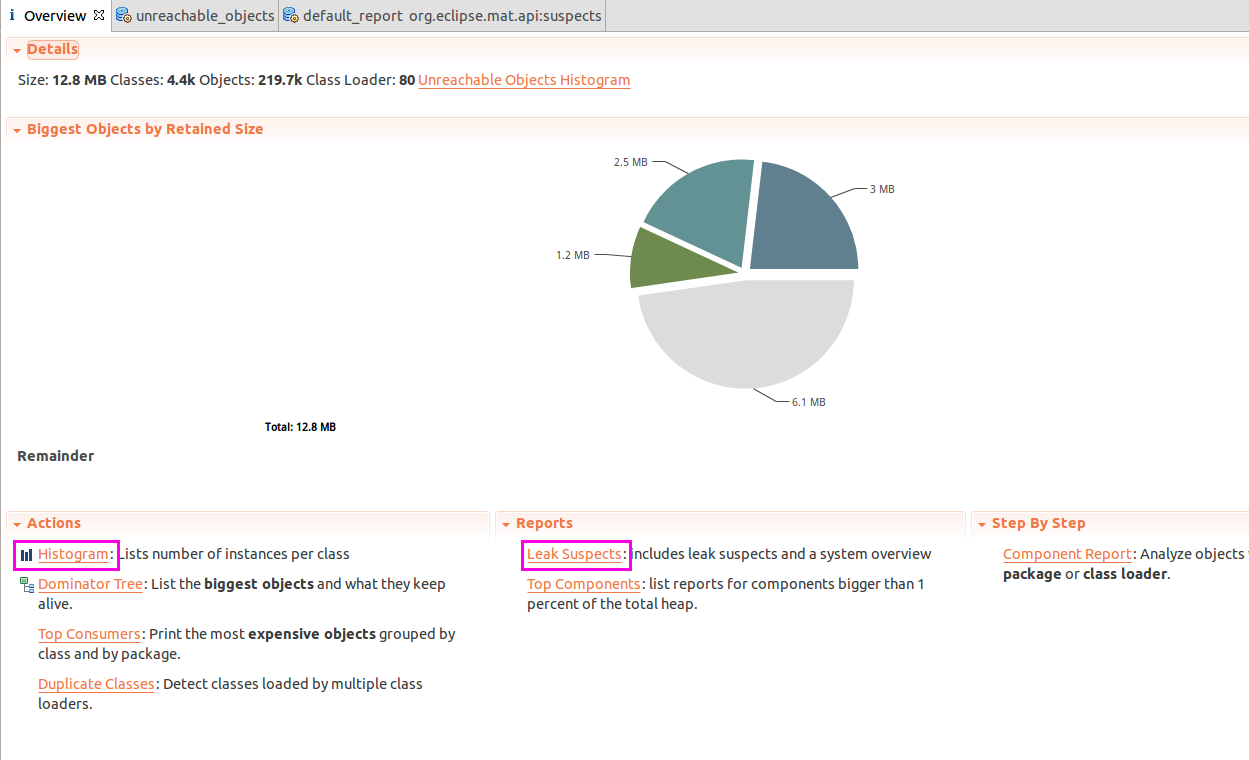 i Overview unreachable_objects default_report org.eclipse.mat.api:suspects
Details
Size: 12.8 MB Classes: 4.4k Objects: 219.7k Class Loader: 80 Unreachable Objects Histogram
Biggest Objects by Retained Size
2.5 MB
3 MB
1.2 MB
6.1 MB
Total: 12.8 MB
Remainder
Actions
Histogram: Lists number of instances per class
Dominator Tree: List the biggest objects and what they keep
alive.
Top Consumers: Print the most expensive objects grouped by
class and by package.
Duplicate Classes: Detect classes loaded by multiple class
loaders.
Reports
Leak Suspects: includes leak suspects and a system overview
Top Components: list reports for components bigger than 1
percent of the total heap.
Step By Step
Component Report: Analyze objects
package or class loader.